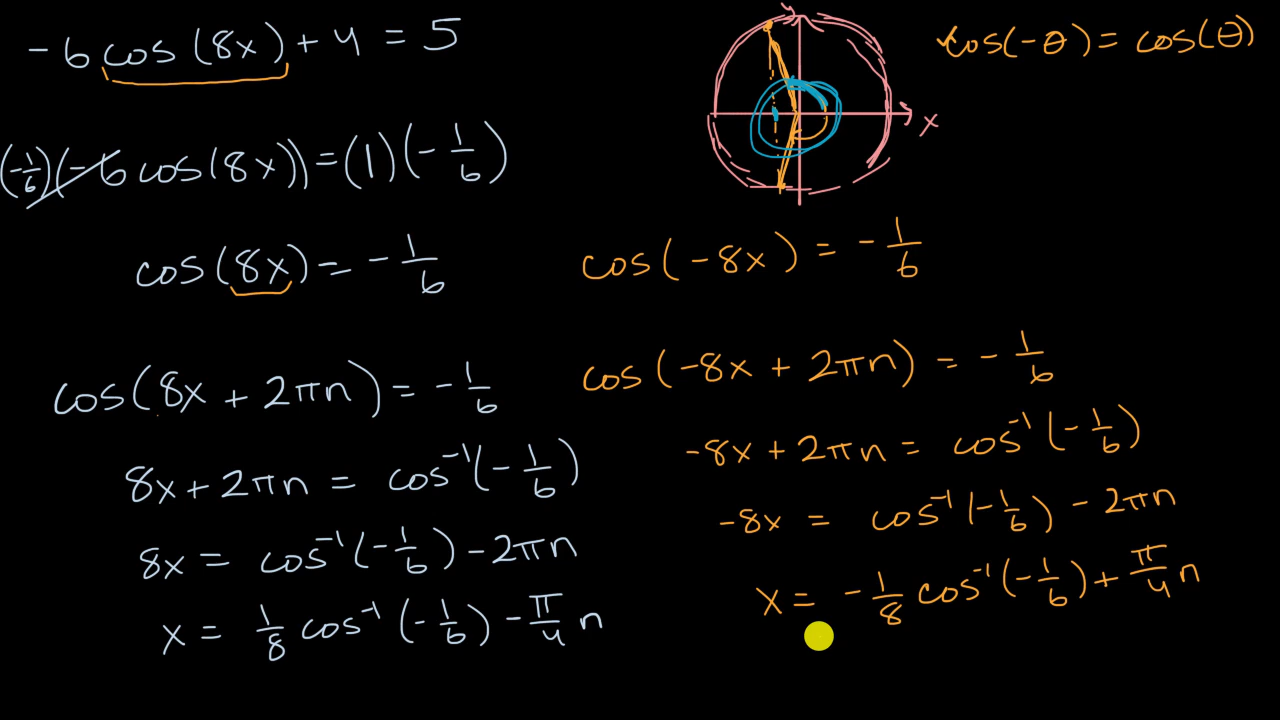 -6 cos (8x) + 4 = 5
cos(-θ) = cos(θ)
y
x
(-1/6)(-6 cos(8x)) = (1)(-1/6)
cos(8x) = -1/6
cos(-8x) = -1/6
cos(8x + 2πn) = -1/6
cos(-8x + 2πn) = -1/6
8x + 2πn = cos⁻¹(-1/6)
-8x + 2πn = cos⁻¹(-1/6)
8x = cos⁻¹(-1/6) - 2πn
-8x = cos⁻¹(-1/6) - 2πn
x = 1/8 cos⁻¹(-1/6) - π/4 n
x = -1/8 cos⁻¹(-1/6) + π/4 n